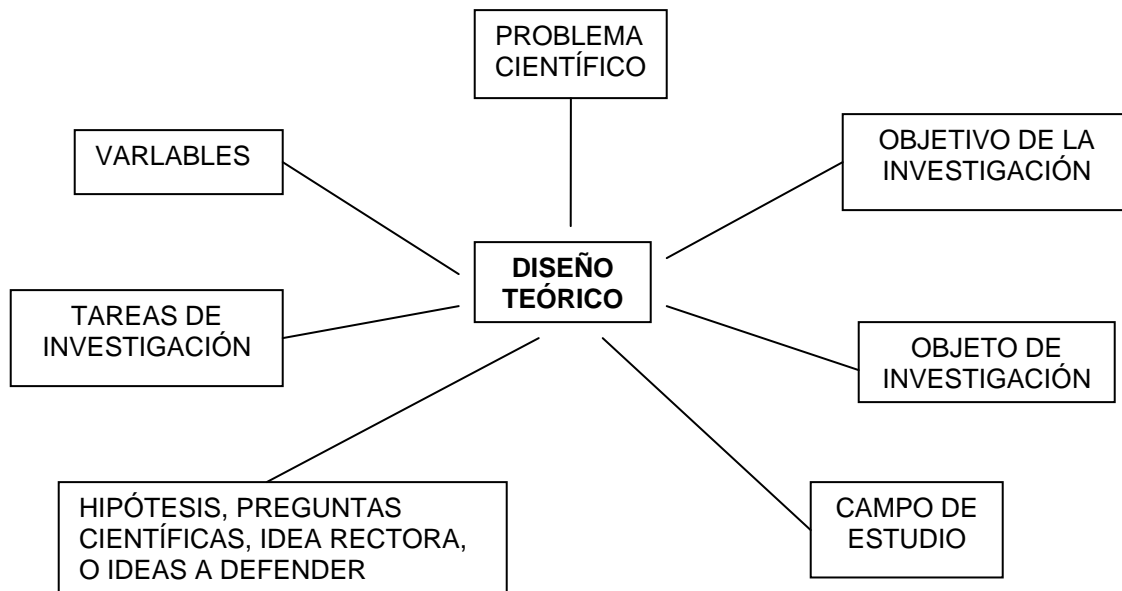 PROBLEMA
CIENTÍFICO
VARLABLES
OBJETIVO DE LA
INVESTIGACIÓN
DISEÑO
TEÓRICO
TAREAS DE
INVESTIGACIÓN
OBJETO DE
INVESTIGACIÓN
HIPÓTESIS, PREGUNTAS
CIENTÍFICAS, IDEA RECTORA,
O IDEAS A DEFENDER
CAMPO DE
ESTUDIO